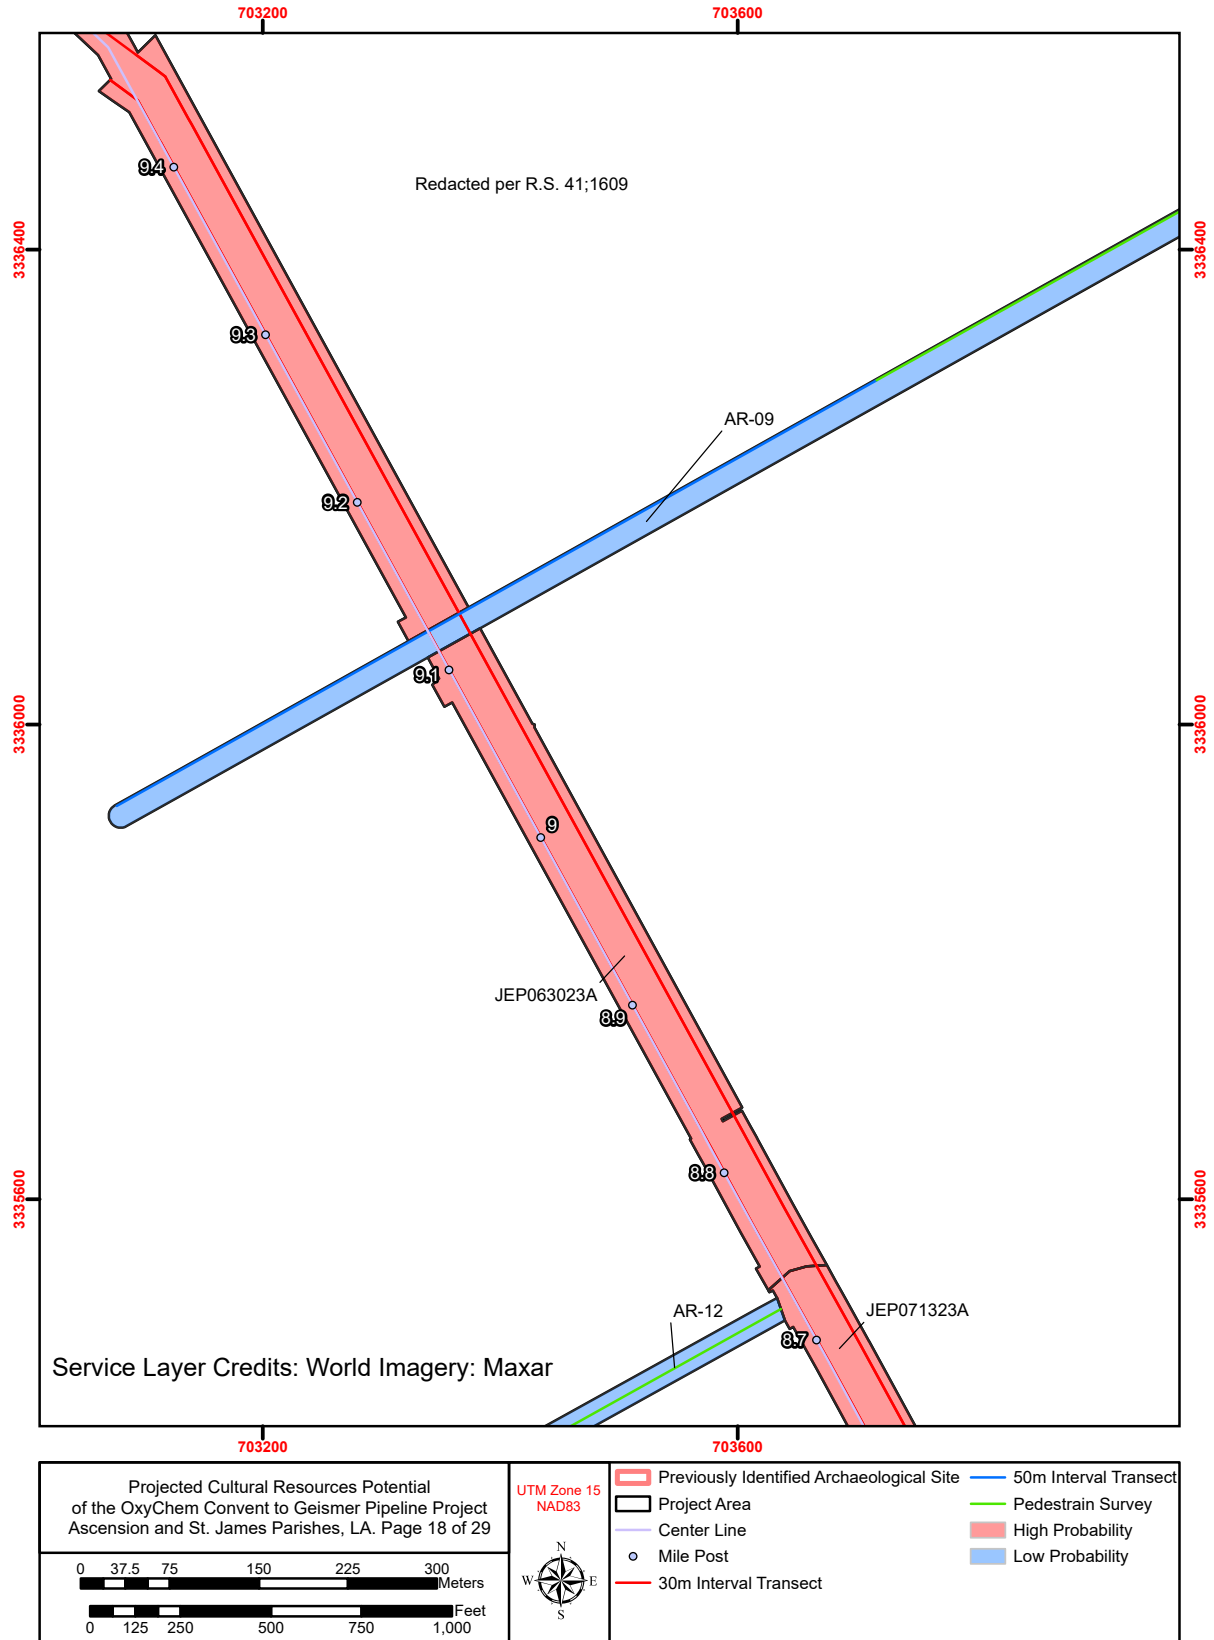 703200
703600
9.4
Redacted per R.S. 41;1609
3336400
3336400
9.3
AR-09
9.2
9.1
3336000
3336000
9
JEP063023A
8.9
8.8
3335600
3335600
AR-12
JEP071323A
8.7
Service Layer Credits: World Imagery: Maxar
703200
703600
Projected Cultural Resources Potential
of the OxyChem Convent to Geismer Pipeline Project
Ascension and St. James Parishes, LA. Page 18 of 29
0 37.5 75 150 225 300
Meters
Feet
0 125 250 500 750 1,000
UTM Zone 15
NAD83
N
W E
S
Previously Identified Archaeological Site
Project Area
Center Line
Mile Post
30m Interval Transect
50m Interval Transect
Pedestrain Survey
High Probability
Low Probability